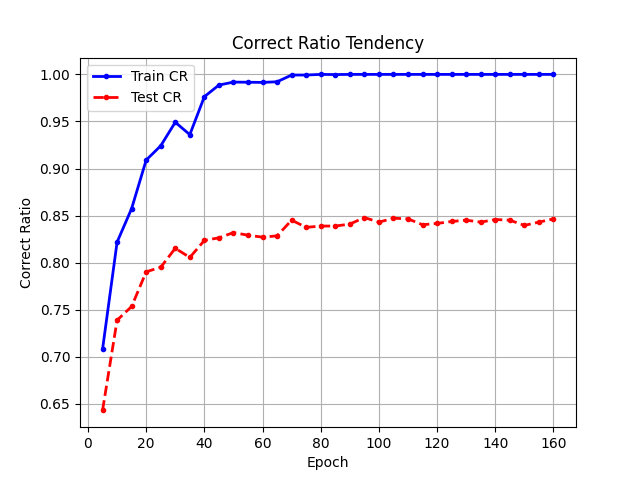 Correct Ratio Tendency
Train CR
Test CR
1.00
0.95
0.90
0.85
0.80
0.75
0.70
0.65
Correct Ratio
0 20 40 60 80 100 120 140 160
Epoch